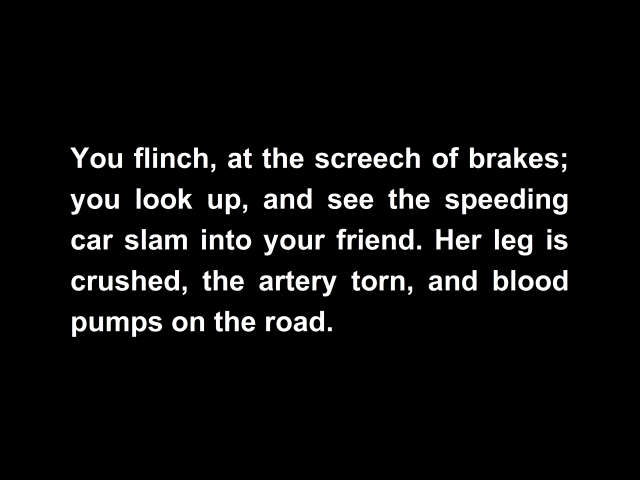 You flinch, at the screech of brakes;
you look up, and see the speeding
car slam into your friend. Her leg is
crushed, the artery torn, and blood
pumps on the road.